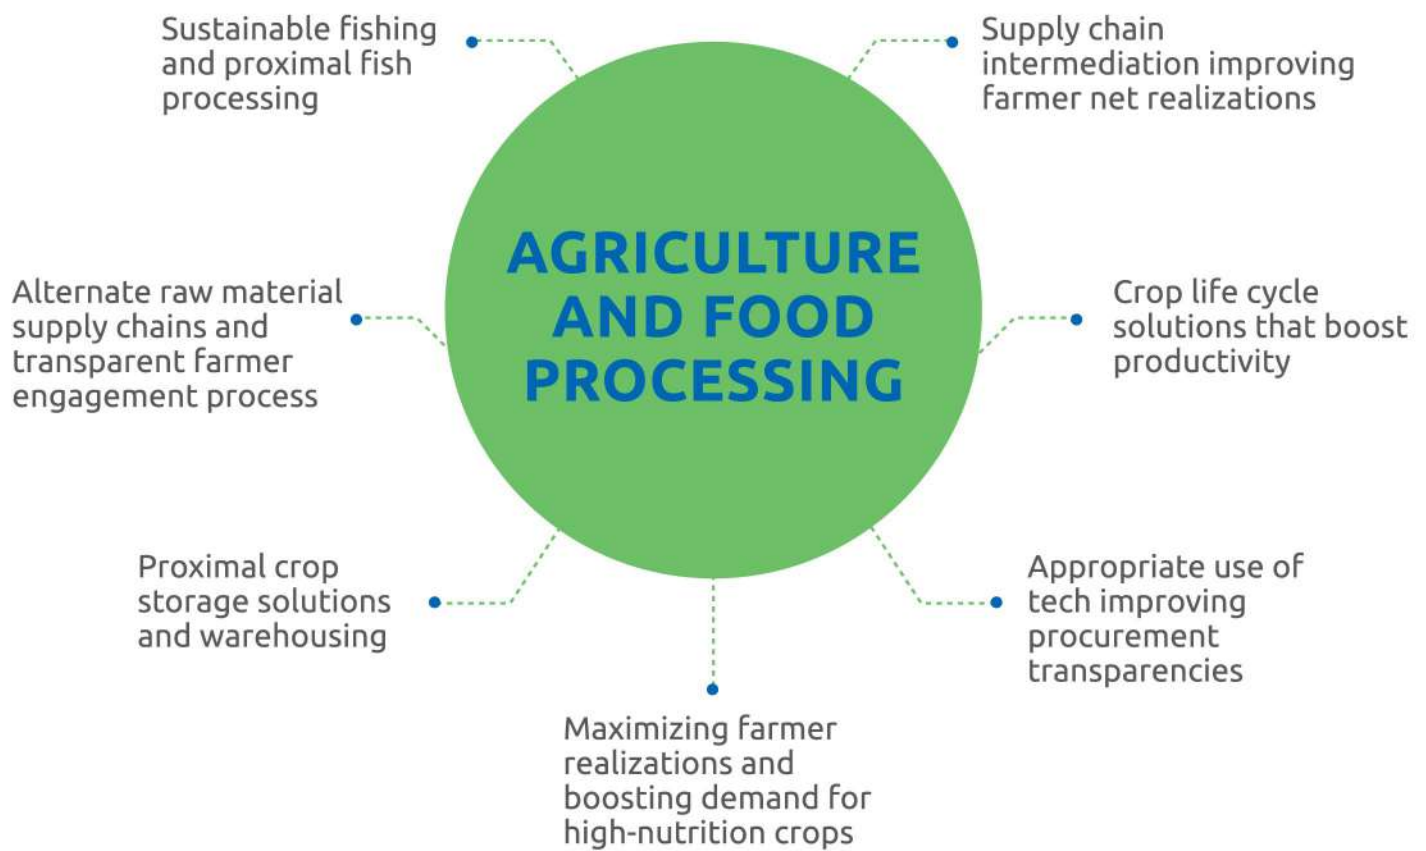 Sustainable fishing
and proximal fish
processing
Supply chain
intermediation improving
farmer net realizations
AGRICULTURE
AND FOOD
PROCESSING
Alternate raw material
supply chains and
transparent farmer
engagement process
Crop life cycle
solutions that boost
productivity
Proximal crop
storage solutions
and warehousing
Appropriate use of
tech improving
procurement
transparencies
Maximizing farmer
realizations and
boosting demand for
high-nutrition crops